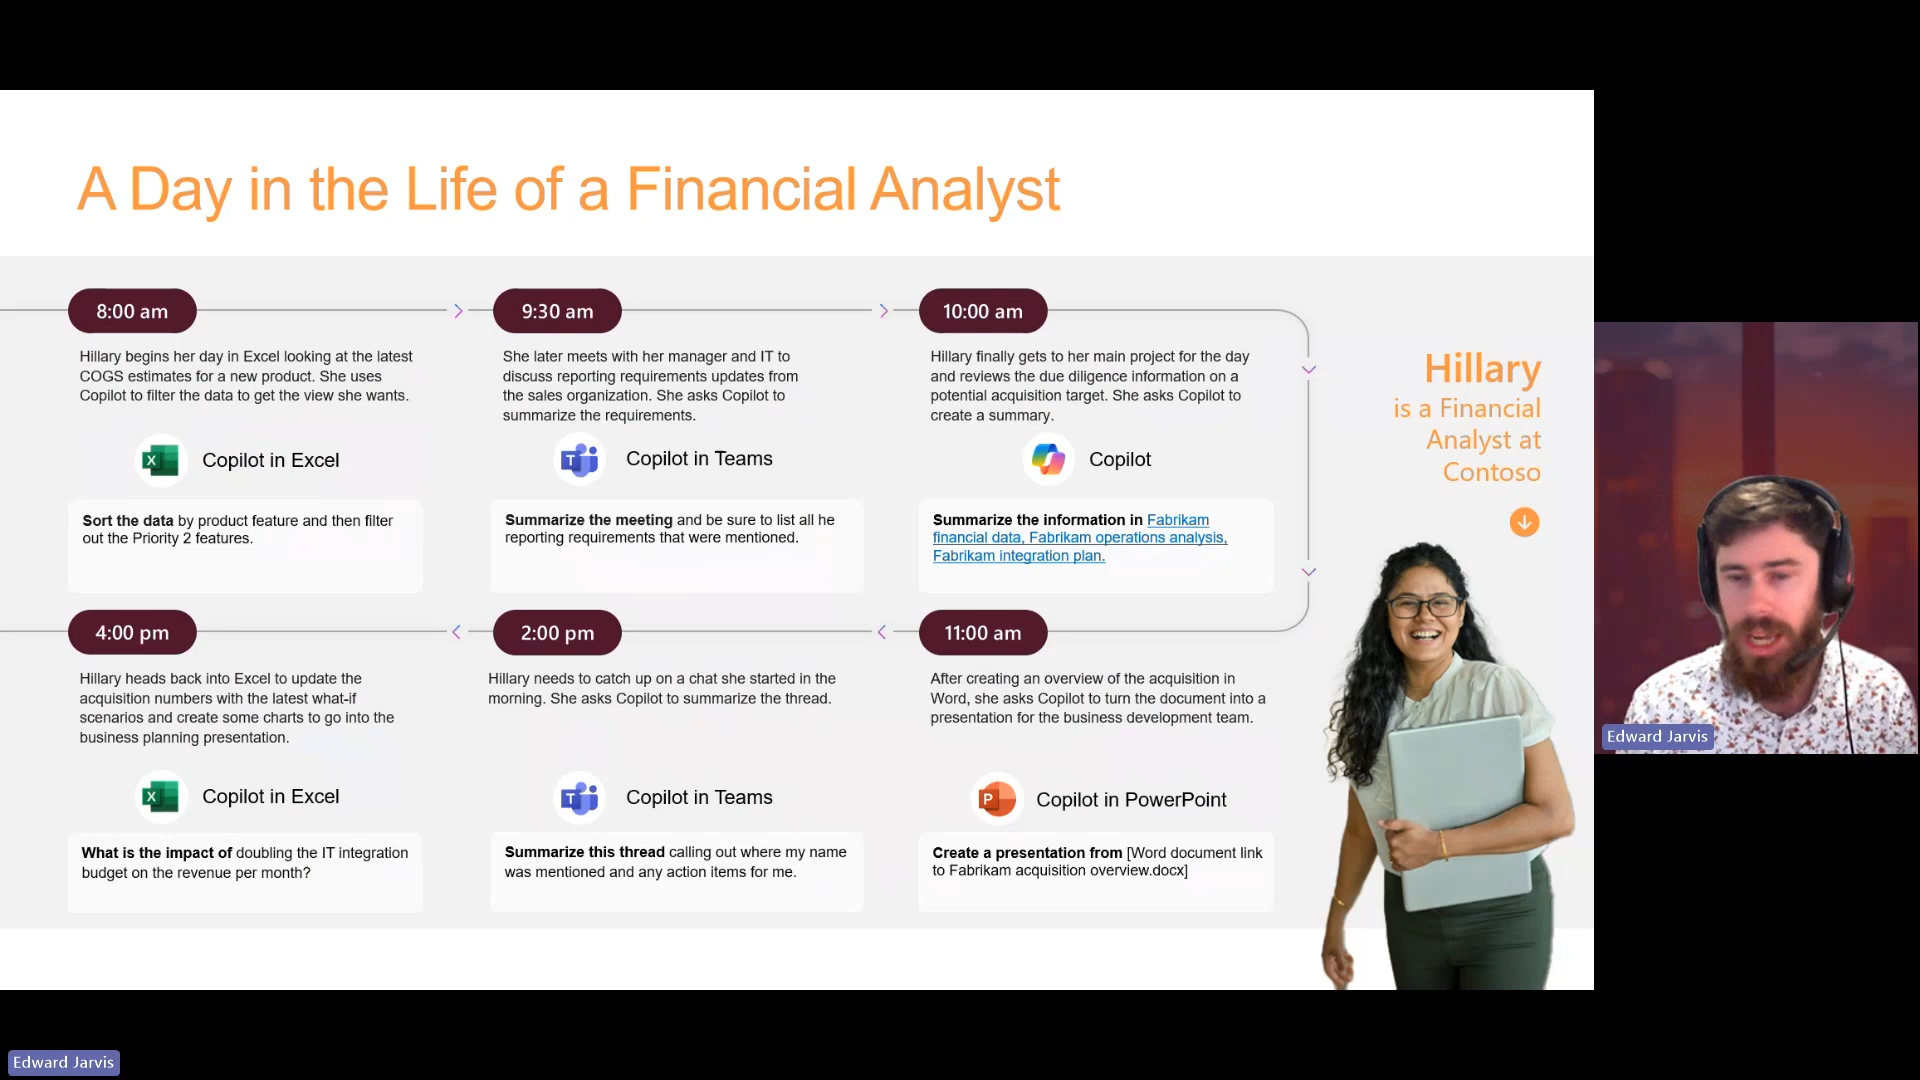 A Day in the Life of a Financial Analyst
8:00 am
Hillary begins her day in Excel looking at the latest
COGS estimates for a new product. She uses
Copilot to filter the data to get the view she wants.
Copilot in Excel
Sort the data by product feature and then filter
out the Priority 2 features.
9:30 am
She later meets with her manager and IT to
discuss reporting requirements updates from
the sales organization. She asks Copilot to
summarize the requirements.
Copilot in Teams
Summarize the meeting and be sure to list all he
reporting requirements that were mentioned.
10:00 am
Hillary finally gets to her main project for the day
and reviews the due diligence information on a
potential acquisition target. She asks Copilot to
create a summary.
Copilot
Summarize the information in Fabrikam
financial data, Fabrikam operations analysis,
Fabrikam integration plan.
11:00 am
After creating an overview of the acquisition in
Word, she asks Copilot to turn the document into a
presentation for the business development team.
Copilot in PowerPoint
Create a presentation from [Word document link
to Fabrikam acquisition overview.docx]
2:00 pm
Hillary needs to catch up on a chat she started in the
morning. She asks Copilot to summarize the thread.
Copilot in Teams
Summarize this thread calling out where my name
was mentioned and any action items for me.
4:00 pm
Hillary heads back into Excel to update the
acquisition numbers with the latest what-if
scenarios and create some charts to go into the
business planning presentation.
Copilot in Excel
What is the impact of doubling the IT integration
budget on the revenue per month?
Hillary
is a Financial
Analyst at
Contoso
Edward Jarvis
Edward Jarvis